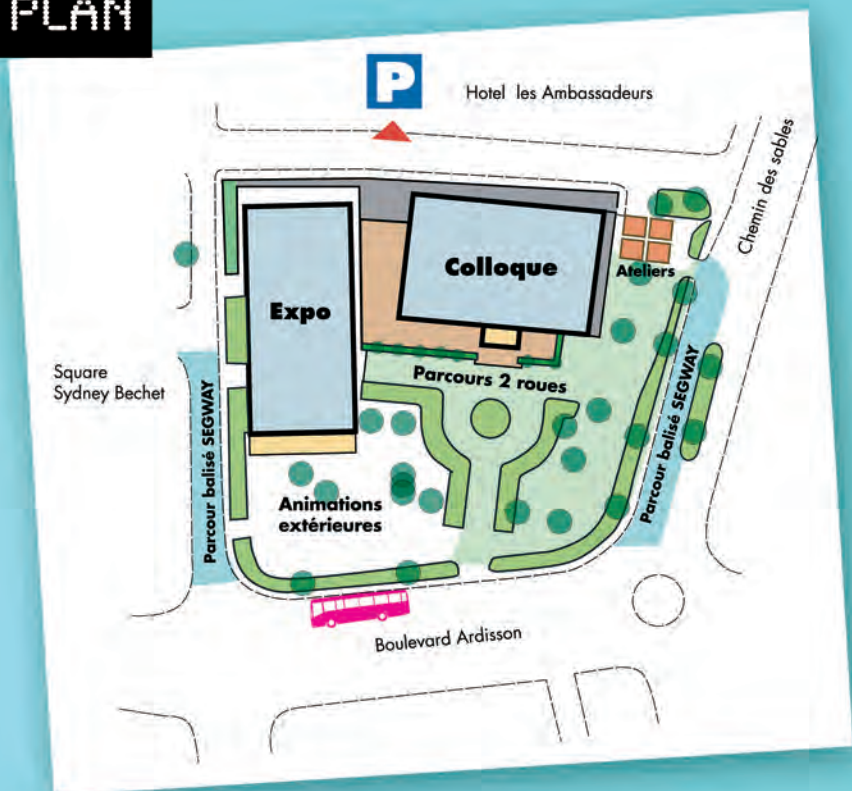 PLAN
P
Hotel les Ambassadeurs
Chemin des sables
Colloque
Ateliers
Expo
Square
Sydney Bechet
Parcours 2 roues
Parcour balisé SEGWAY
Parcour balisé SEGWAY
Animations
extérieures
Boulevard Ardisson